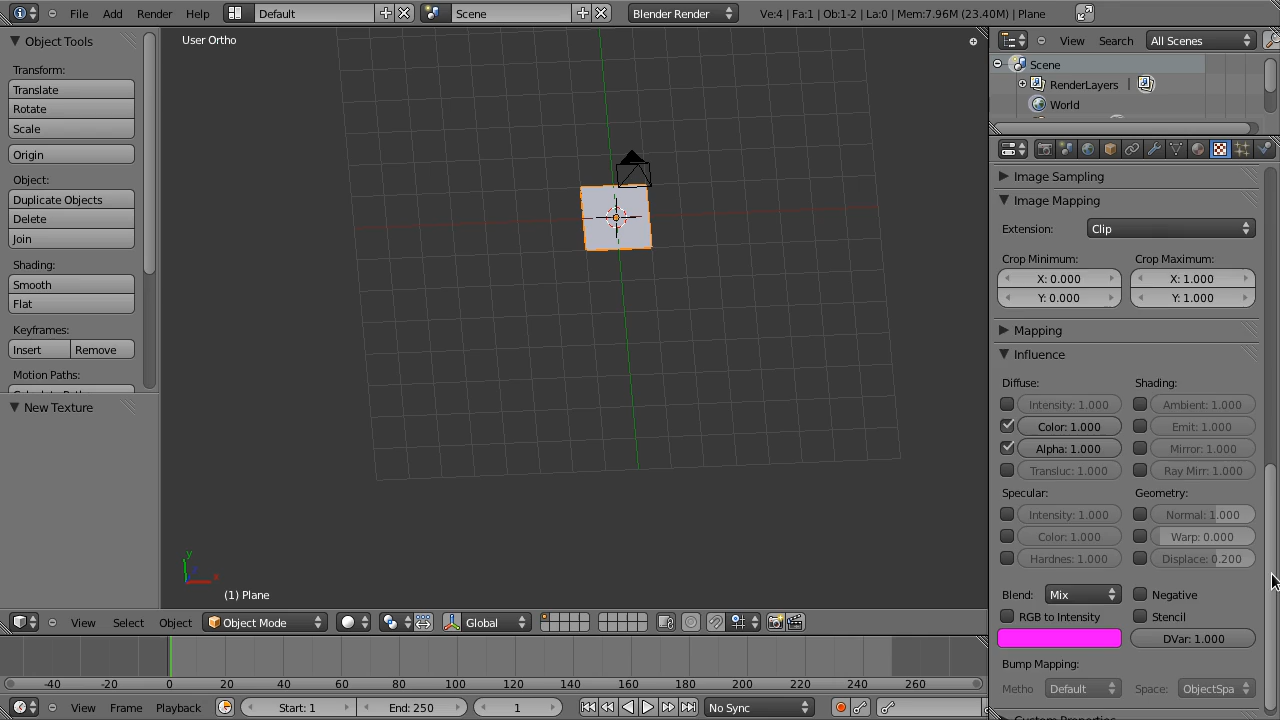 File Add Render Help Default Scene Blender Render Ve:4 | Fa:1 | Ob:1-2 | La:0 | Mem:7.96M (23.40M) | Plane
Object Tools
Transform:
Translate
Rotate
Scale
Origin
Object:
Duplicate Objects
Delete
Join
Shading:
Smooth
Flat
Keyframes:
Insert Remove
Motion Paths:
New Texture
User Ortho
y
x
(1) Plane
View Select Object Object Mode Global
-40 -20 0 20 40 60 80 100 120 140 160 180 200 220 240 260
View Frame Playback Start: 1 End: 250 1 No Sync
View Search All Scenes
Scene
RenderLayers |
World
Image Sampling
Image Mapping
Extension: Clip
Crop Minimum: Crop Maximum:
X: 0.000 X: 1.000
Y: 0.000 Y: 1.000
Mapping
Influence
Diffuse: Shading:
Intensity: 1.000 Ambient: 1.000
Color: 1.000 Emit: 1.000
Alpha: 1.000 Mirror: 1.000
Transluc: 1.000 Ray Mirr: 1.000
Specular: Geometry:
Intensity: 1.000 Normal: 1.000
Color: 1.000 Warp: 0.000
Hardnes: 1.000 Displace: 0.200
Blend: Mix Negative
RGB to Intensity Stencil
DVar: 1.000
Bump Mapping:
Metho Default Space: ObjectSpa